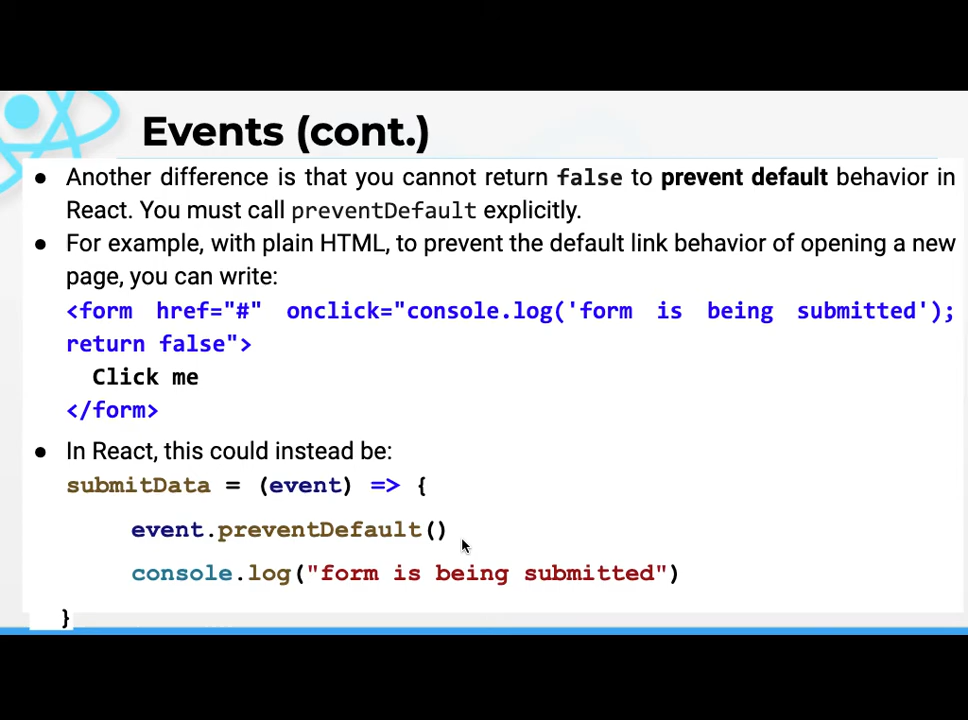 Events (cont.)
● Another difference is that you cannot return false to prevent default behavior in
React. You must call preventDefault explicitly.
● For example, with plain HTML, to prevent the default link behavior of opening a new
page, you can write:
<form href="#" onclick="console.log('form is being submitted');
return false">
Click me
</form>
● In React, this could instead be:
submitData = (event) => {
event.preventDefault()
console.log("form is being submitted")
}